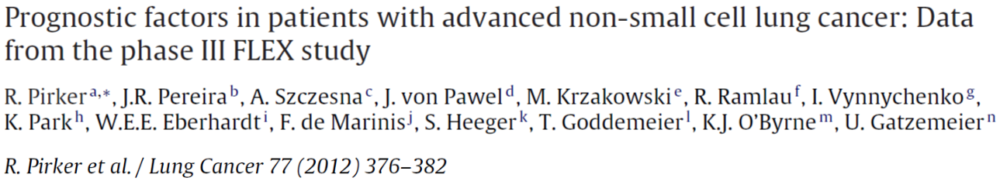 Prognostic factors in patients with advanced non-small cell lung cancer: Data
from the phase III FLEX study
R. Pirker a,*, J.R. Pereira b, A. Szczesna c, J. von Pawel d, M. Krzakowski e, R. Ramlau f, I. Vynnychenko g,
K. Park h, W.E.E. Eberhardt i, F. de Marinis j, S. Heeger k, T. Goddemeier l, K.J. O'Byrne m, U. Gatzemeier n
R. Pirker et al. / Lung Cancer 77 (2012) 376–382